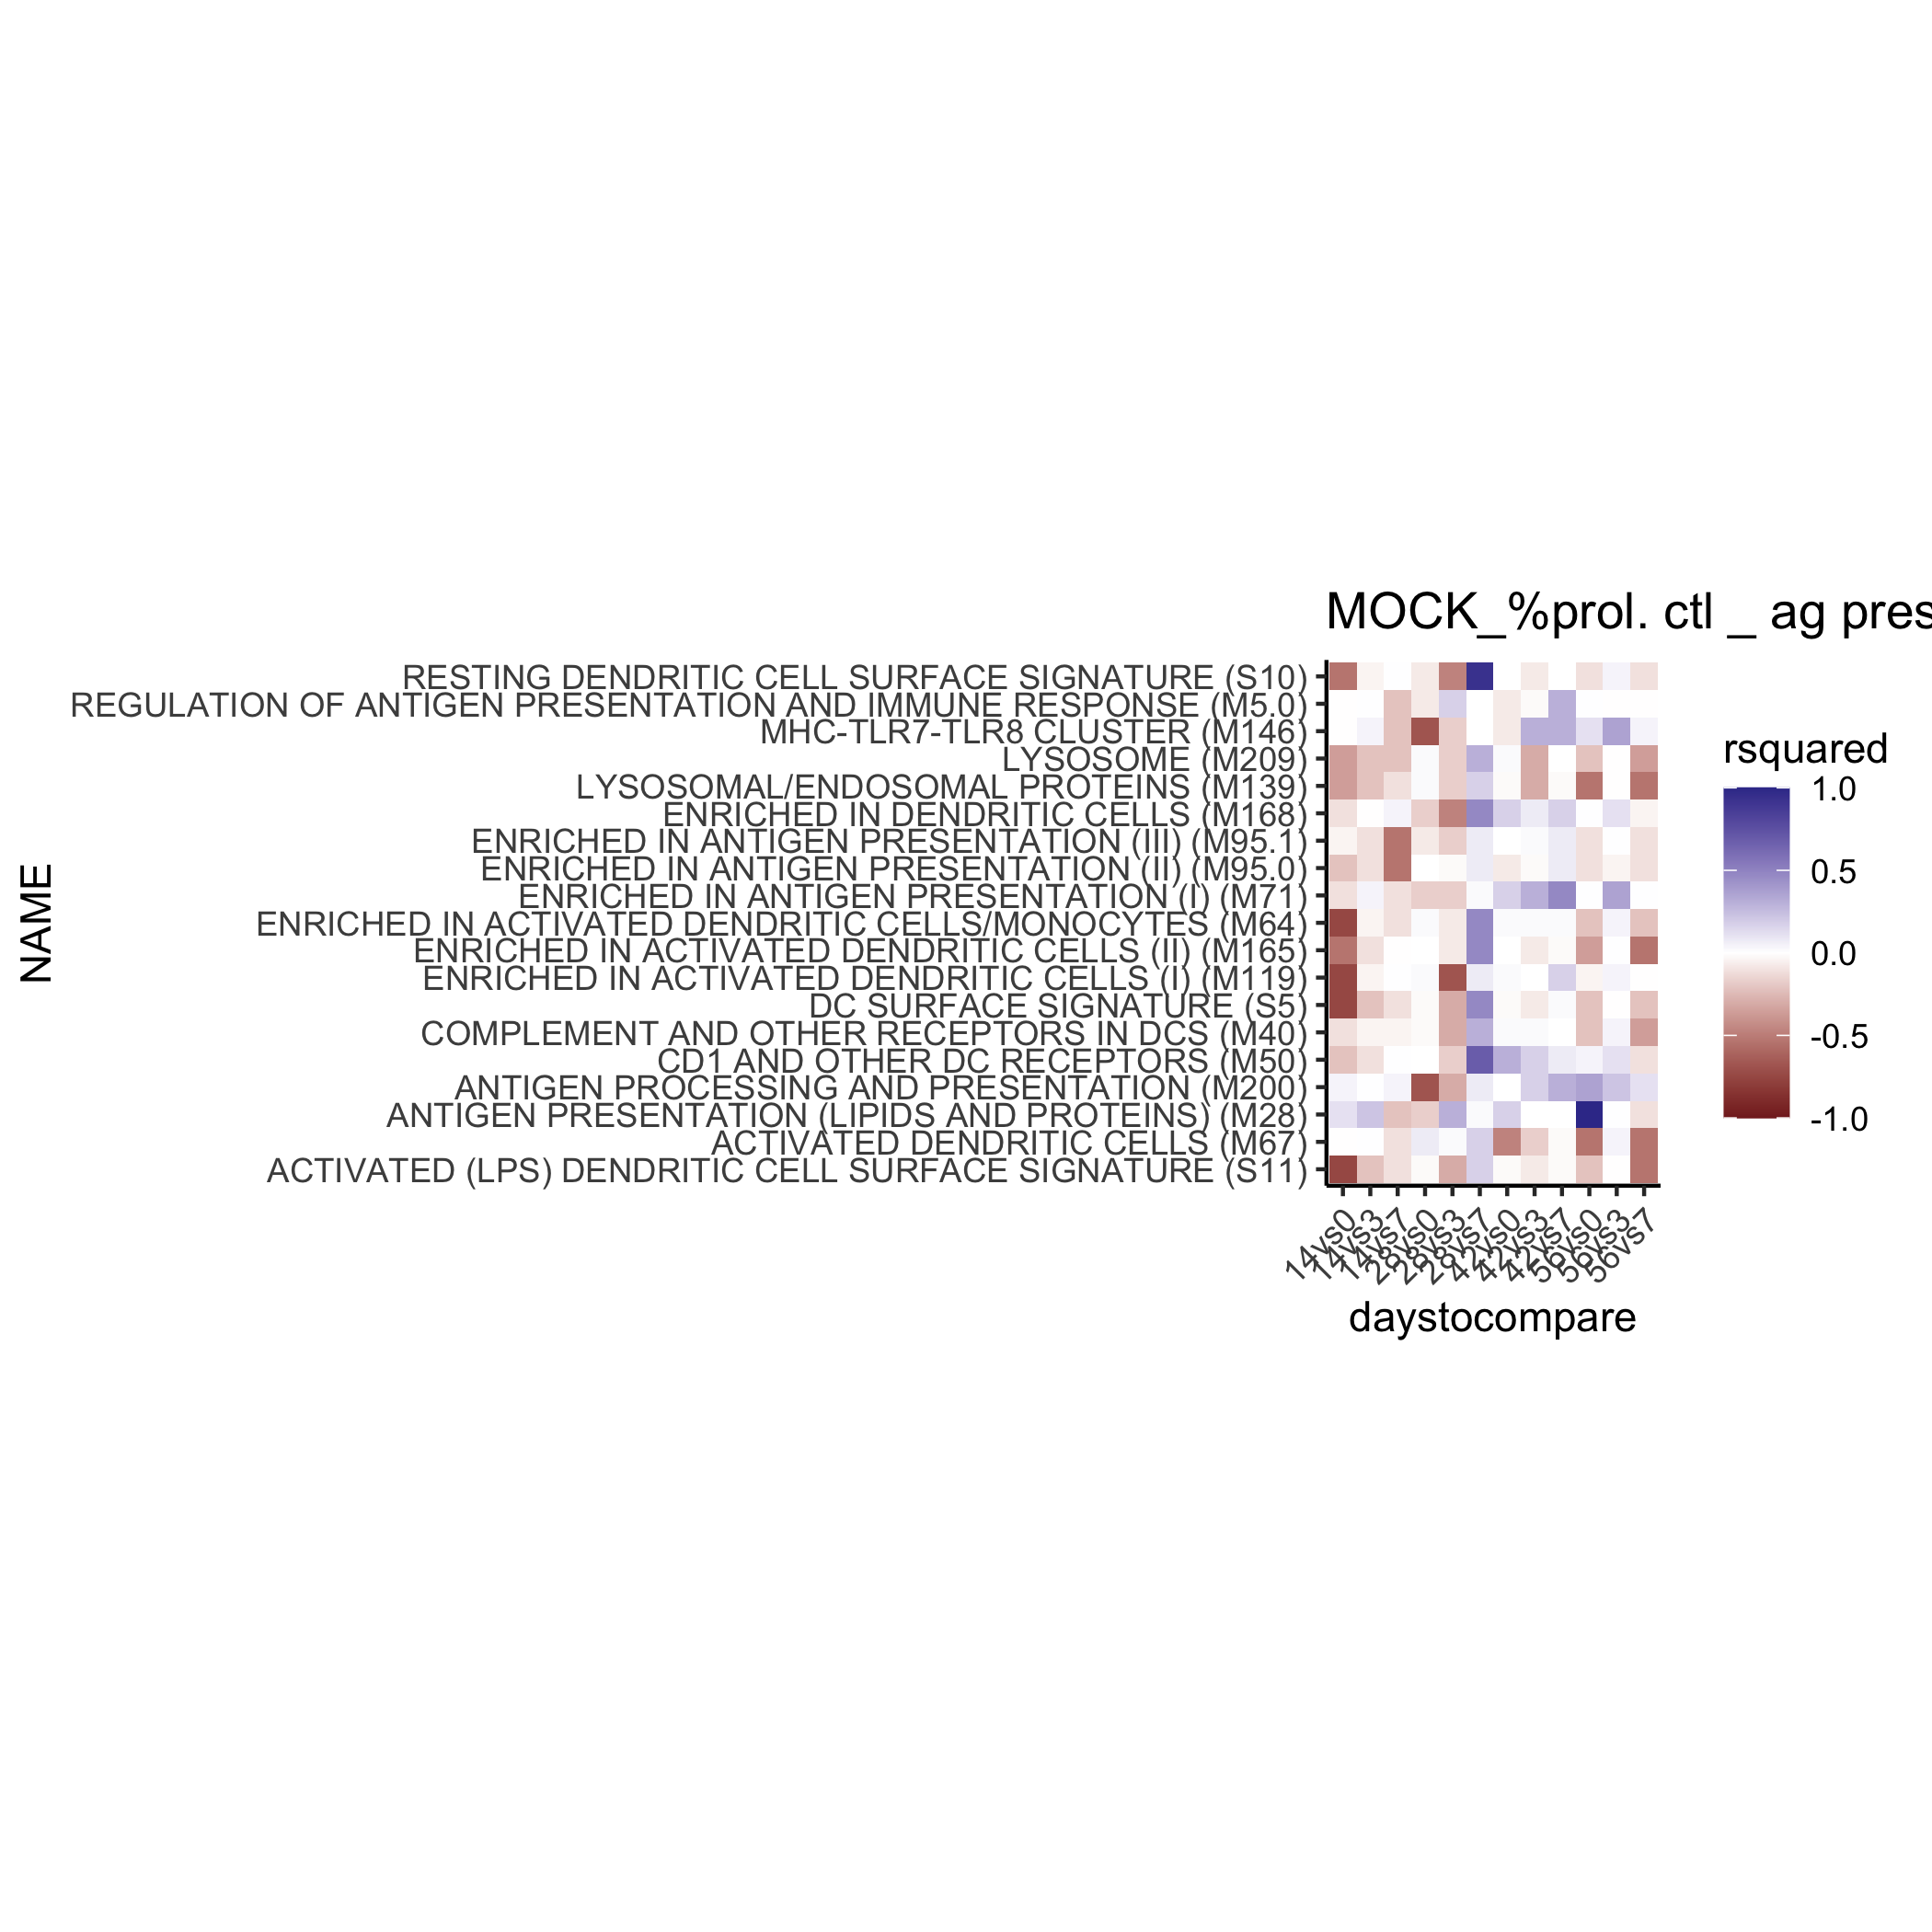 MOCK_%prol. ctl _ ag pres
NAME
RESTING DENDRITIC CELL SURFACE SIGNATURE (S10)
REGULATION OF ANTIGEN PRESENTATION AND IMMUNE RESPONSE (M5.0)
MHC-TLR7-TLR8 CLUSTER (M146)
LYSOSOME (M209)
LYSOSOMAL/ENDOSOMAL PROTEINS (M139)
ENRICHED IN DENDRITIC CELLS (M168)
ENRICHED IN ANTIGEN PRESENTATION (III) (M95.1)
ENRICHED IN ANTIGEN PRESENTATION (II) (M95.0)
ENRICHED IN ANTIGEN PRESENTATION (I) (M71)
ENRICHED IN ACTIVATED DENDRITIC CELLS/MONOCYTES (M64)
ENRICHED IN ACTIVATED DENDRITIC CELLS (II) (M165)
ENRICHED IN ACTIVATED DENDRITIC CELLS (I) (M119)
DC SURFACE SIGNATURE (S5)
COMPLEMENT AND OTHER RECEPTORS IN DCS (M40)
CD1 AND OTHER DC RECEPTORS (M50)
ANTIGEN PROCESSING AND PRESENTATION (M200)
ANTIGEN PRESENTATION (LIPIDS AND PROTEINS) (M28)
ACTIVATED DENDRITIC CELLS (M67)
ACTIVATED (LPS) DENDRITIC CELL SURFACE SIGNATURE (S11)
14vs0
14vs3
14vs7
28vs0
28vs3
28vs7
42vs0
42vs3
42vs7
56vs0
56vs3
56vs7
daystocompare
rsquared
1.0
0.5
0.0
-0.5
-1.0